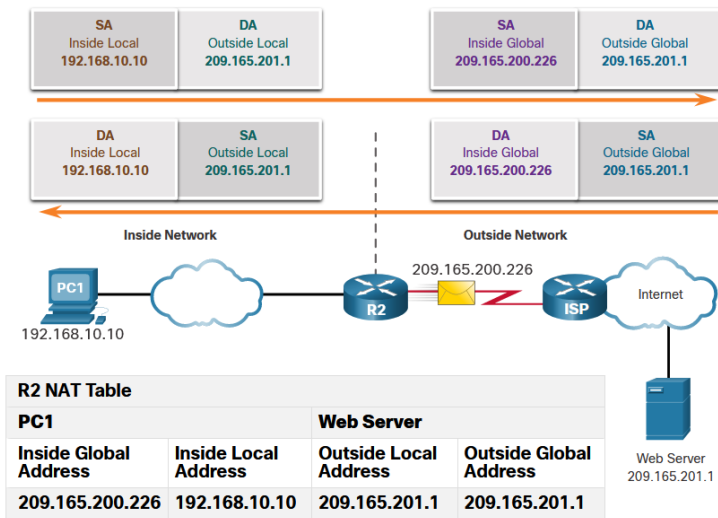 SA
Inside Local
192.168.10.10
DA
Outside Local
209.165.201.1
SA
Inside Global
209.165.200.226
DA
Outside Global
209.165.201.1
DA
Inside Local
192.168.10.10
SA
Outside Local
209.165.201.1
DA
Inside Global
209.165.200.226
SA
Outside Global
209.165.201.1
Inside Network
Outside Network
209.165.200.226
PC1
R2
ISP
Internet
192.168.10.10
Web Server
209.165.201.1
R2 NAT Table
PC1
Web Server
Inside Global
Address
Inside Local
Address
Outside Local
Address
Outside Global
Address
209.165.200.226
192.168.10.10
209.165.201.1
209.165.201.1